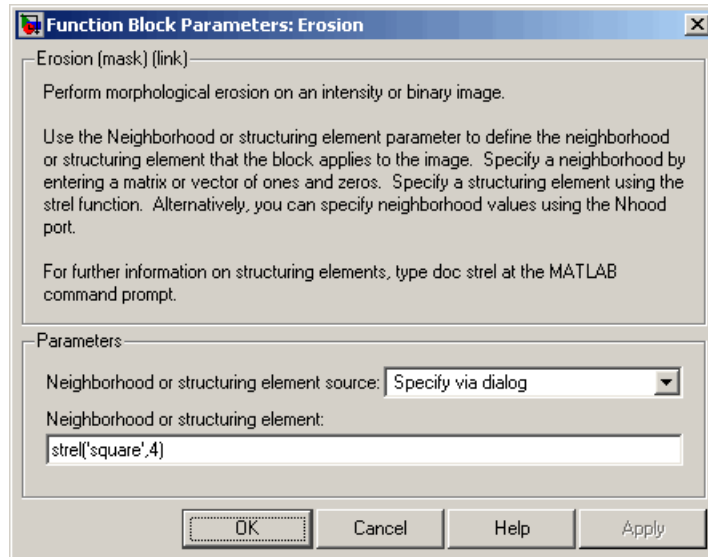 Function Block Parameters: Erosion
Erosion (mask) (link)
Perform morphological erosion on an intensity or binary image.
Use the Neighborhood or structuring element parameter to define the neighborhood
or structuring element that the block applies to the image.  Specify a neighborhood by
entering a matrix or vector of ones and zeros.  Specify a structuring element using the
strel function.  Alternatively, you can specify neighborhood values using the Nhood
port.
For further information on structuring elements, type doc strel at the MATLAB
command prompt.
Parameters
Neighborhood or structuring element source: Specify via dialog
Neighborhood or structuring element:
strel('square',4)
OK Cancel Help Apply